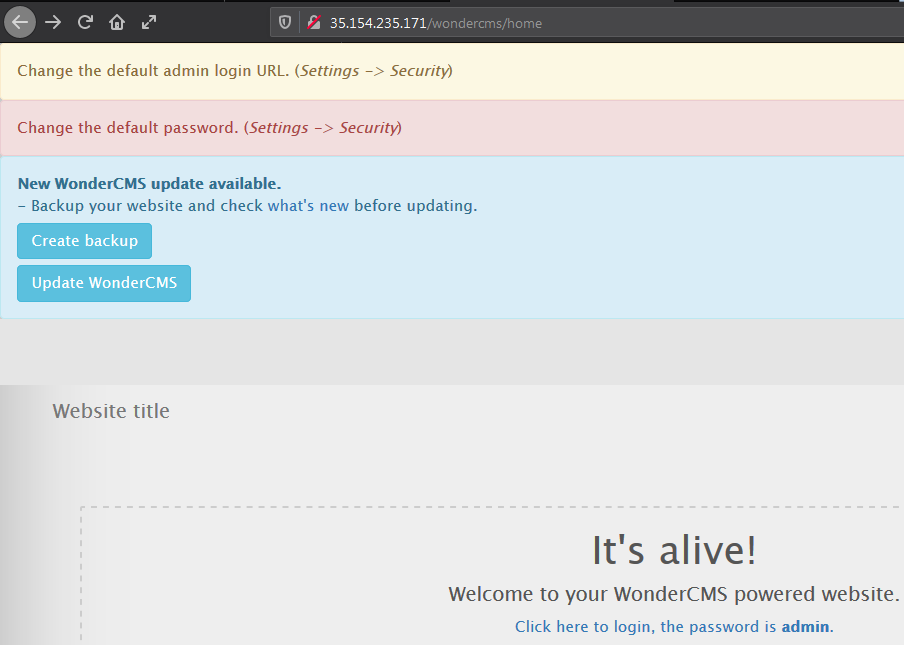 35.154.235.171/wondercms/home
Change the default admin login URL. (Settings -> Security)
Change the default password. (Settings -> Security)
New WonderCMS update available.
– Backup your website and check what's new before updating.
Create backup
Update WonderCMS
Website title
It's alive!
Welcome to your WonderCMS powered website.
Click here to login, the password is admin.